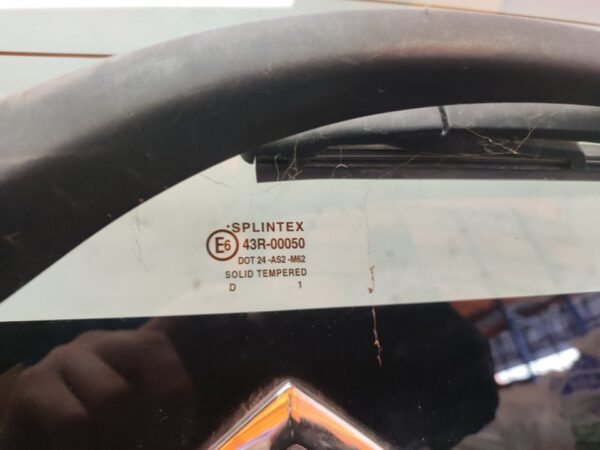 SPLINTEX
E6 43R-00050
DOT 24 -AS2 -M62
SOLID TEMPERED
D 1